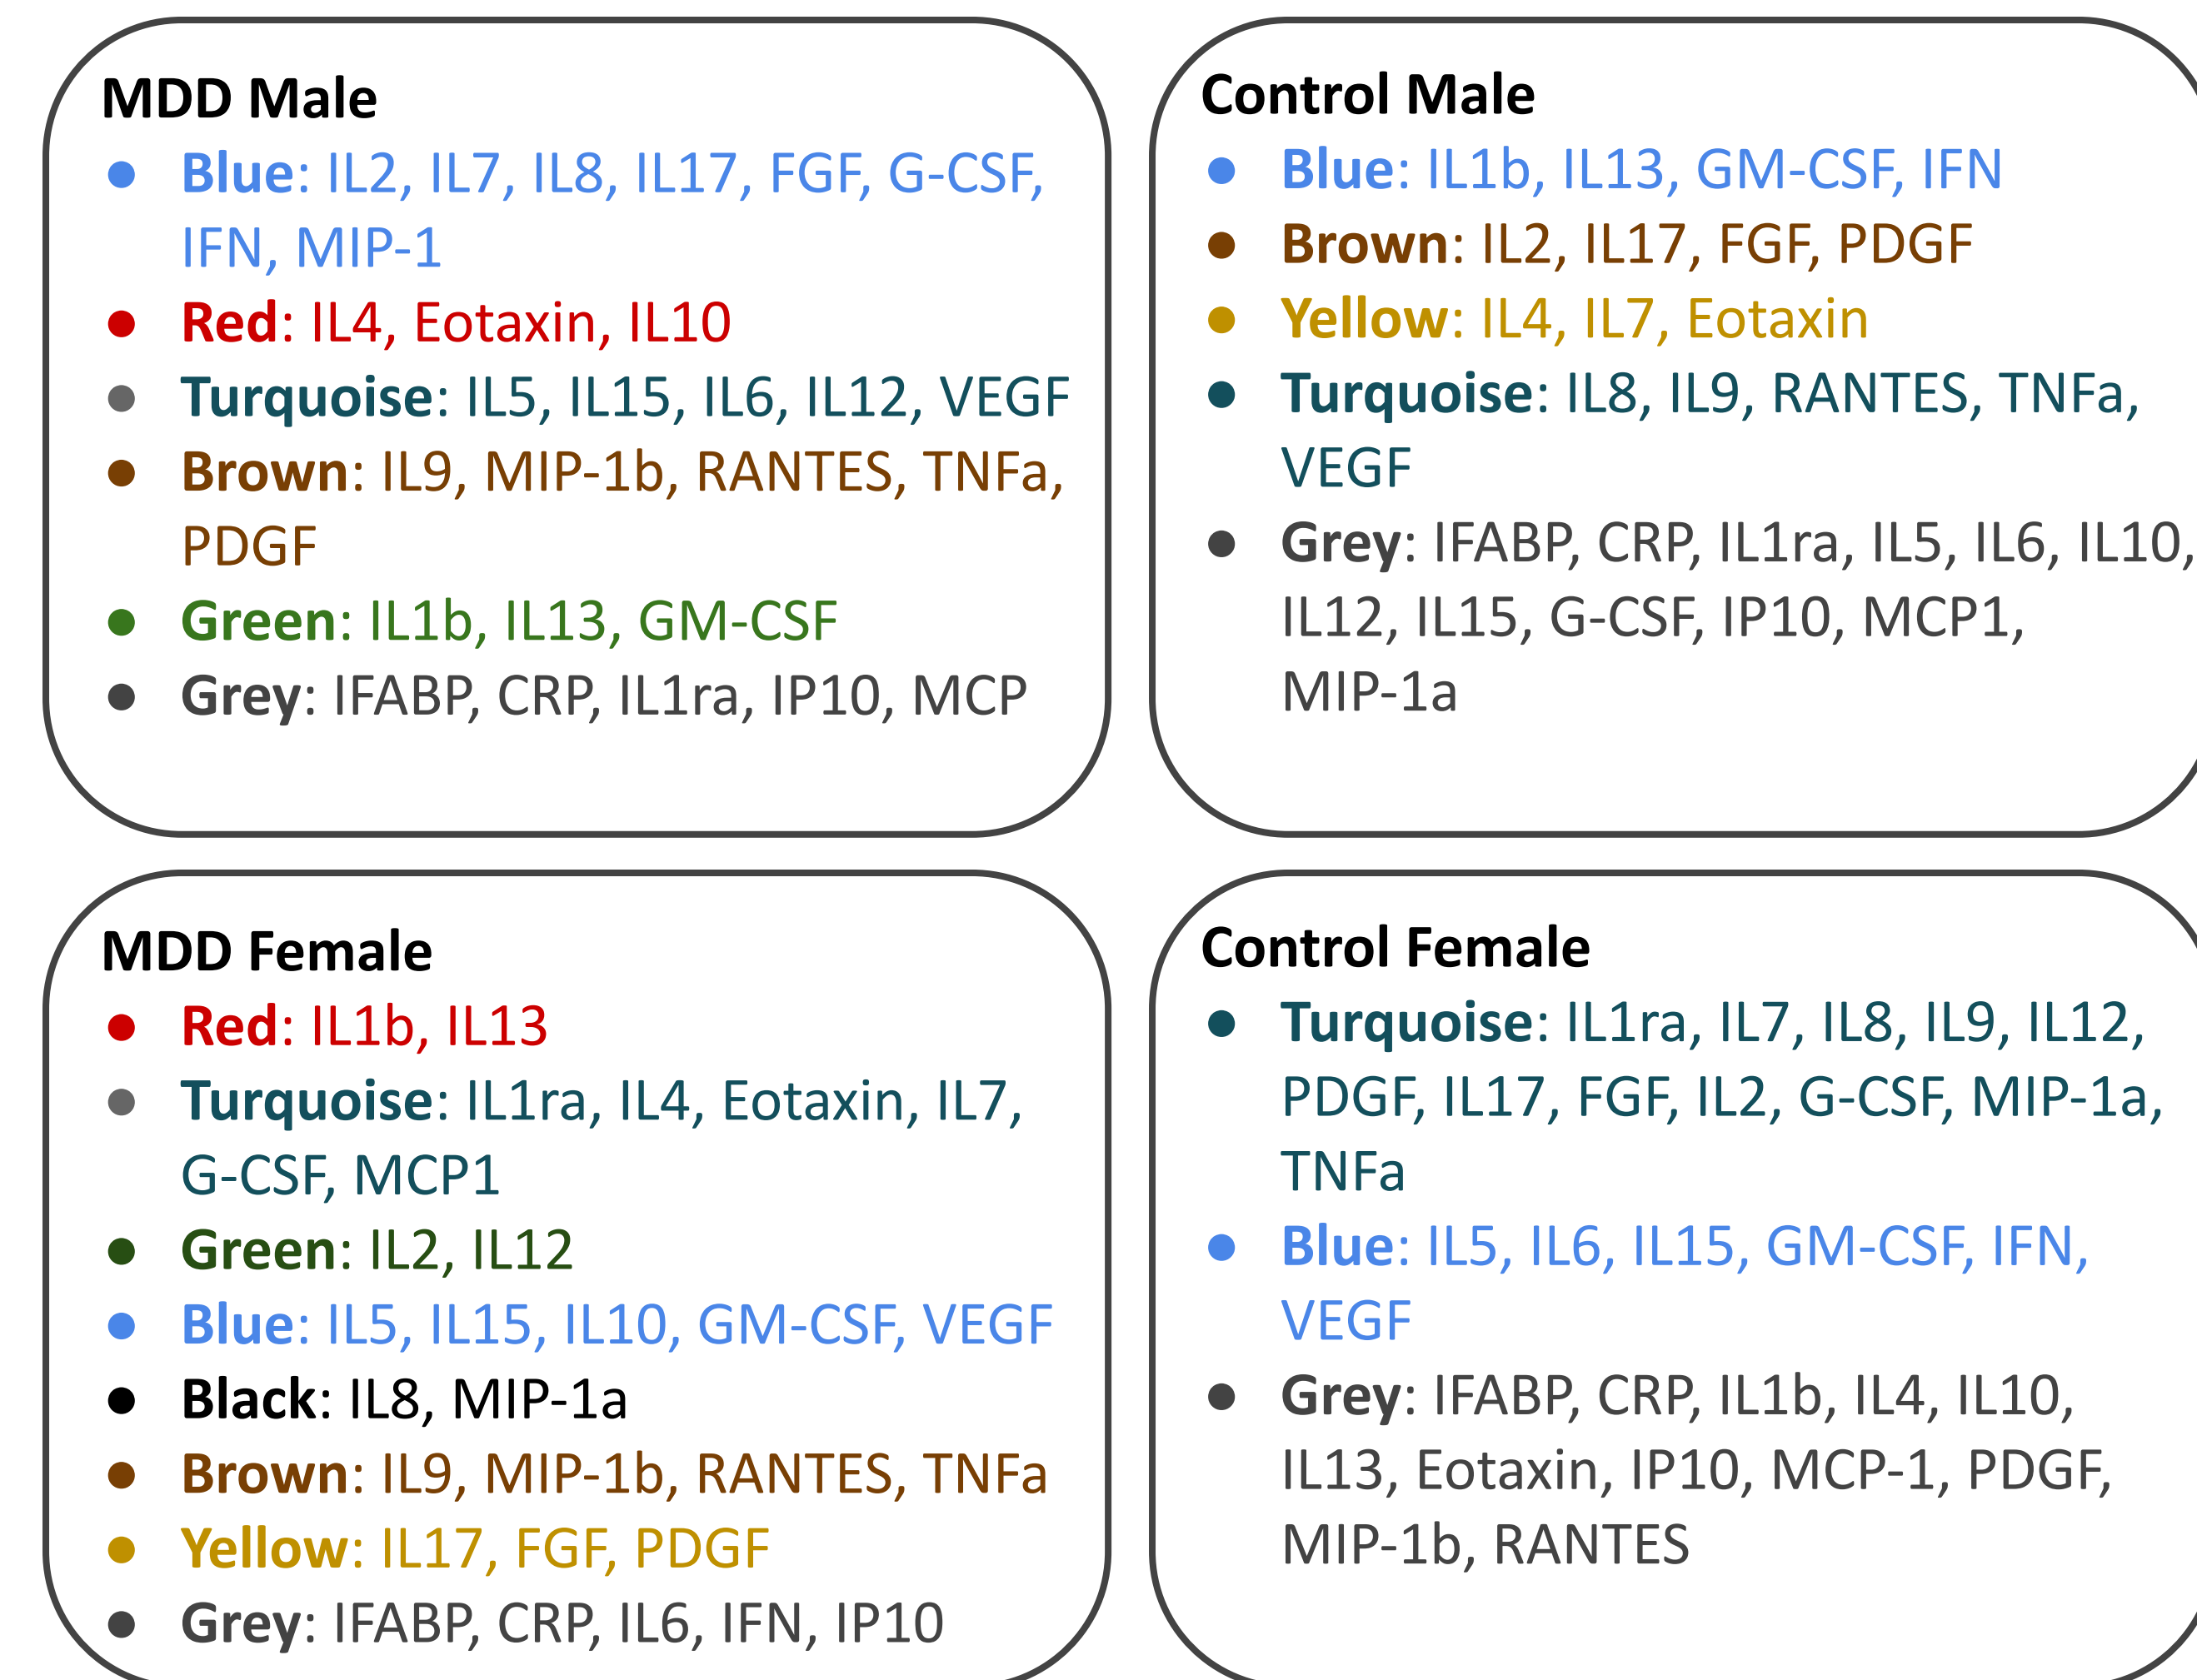 MDD Male
● Blue: IL2, IL7, IL8, IL17, FGF, G-CSF,
IFN, MIP-1
● Red: IL4, Eotaxin, IL10
● Turquoise: IL5, IL15, IL6, IL12, VEGF
● Brown: IL9, MIP-1b, RANTES, TNFa,
PDGF
● Green: IL1b, IL13, GM-CSF
● Grey: IFABP, CRP, IL1ra, IP10, MCP
Control Male
● Blue: IL1b, IL13, GM-CSF, IFN
● Brown: IL2, IL17, FGF, PDGF
● Yellow: IL4, IL7, Eotaxin
● Turquoise: IL8, IL9, RANTES, TNFa,
VEGF
● Grey: IFABP, CRP, IL1ra, IL5, IL6, IL10,
IL12, IL15, G-CSF, IP10, MCP1,
MIP-1a
MDD Female
● Red: IL1b, IL13
● Turquoise: IL1ra, IL4, Eotaxin, IL7,
G-CSF, MCP1
● Green: IL2, IL12
● Blue: IL5, IL15, IL10, GM-CSF, VEGF
● Black: IL8, MIP-1a
● Brown: IL9, MIP-1b, RANTES, TNFa
● Yellow: IL17, FGF, PDGF
● Grey: IFABP, CRP, IL6, IFN, IP10
Control Female
● Turquoise: IL1ra, IL7, IL8, IL9, IL12,
PDGF, IL17, FGF, IL2, G-CSF, MIP-1a,
TNFa
● Blue: IL5, IL6, IL15, GM-CSF, IFN,
VEGF
● Grey: IFABP, CRP, IL1b, IL4, IL10,
IL13, Eotaxin, IP10, MCP-1, PDGF,
MIP-1b, RANTES